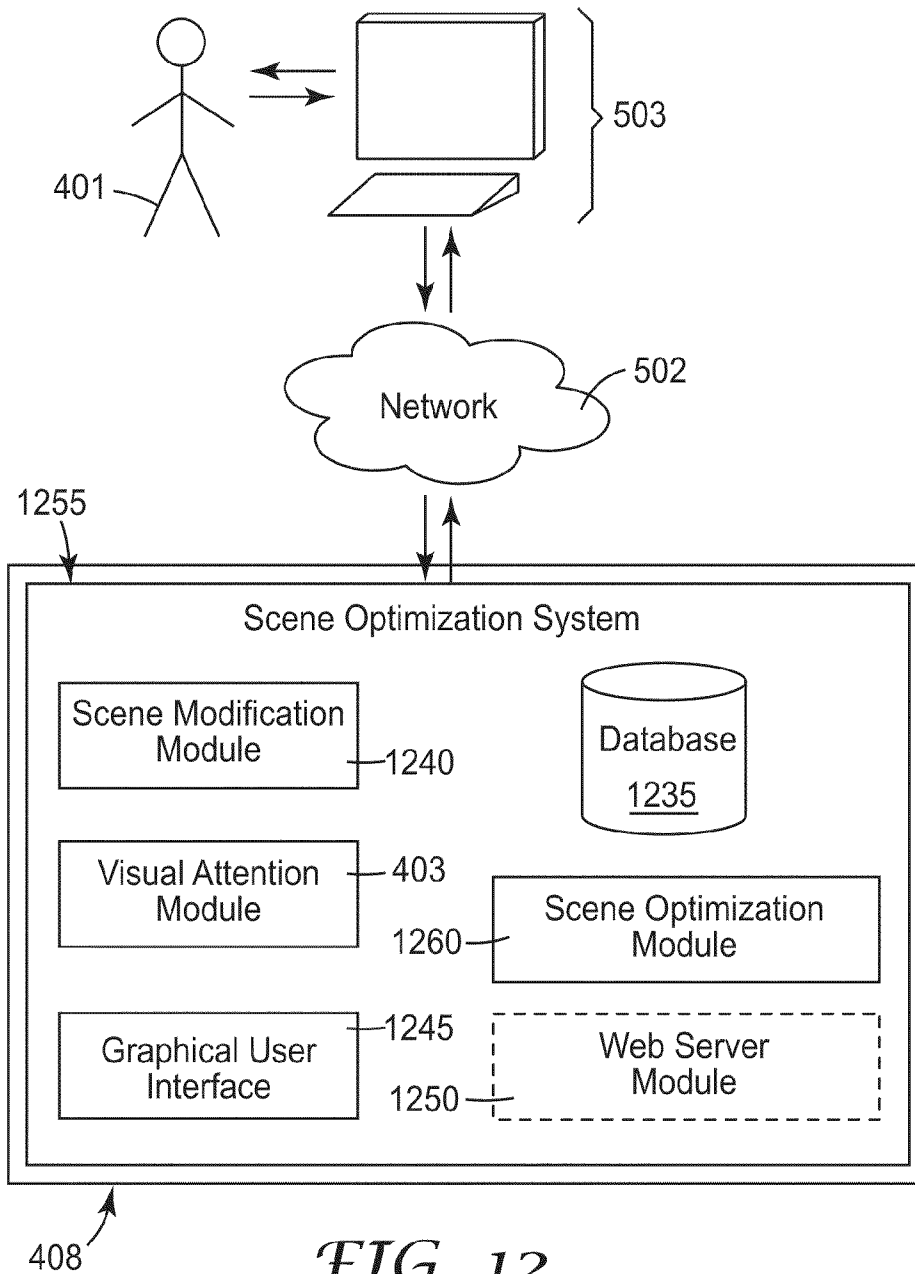 503
401
Network
502
1255
Scene Optimization System
Scene Modification
Module
1240
Database
1235
Visual Attention
Module
403
Scene Optimization
Module
1260
Graphical User
Interface
1245
Web Server
Module
1250
408
FIG. 12